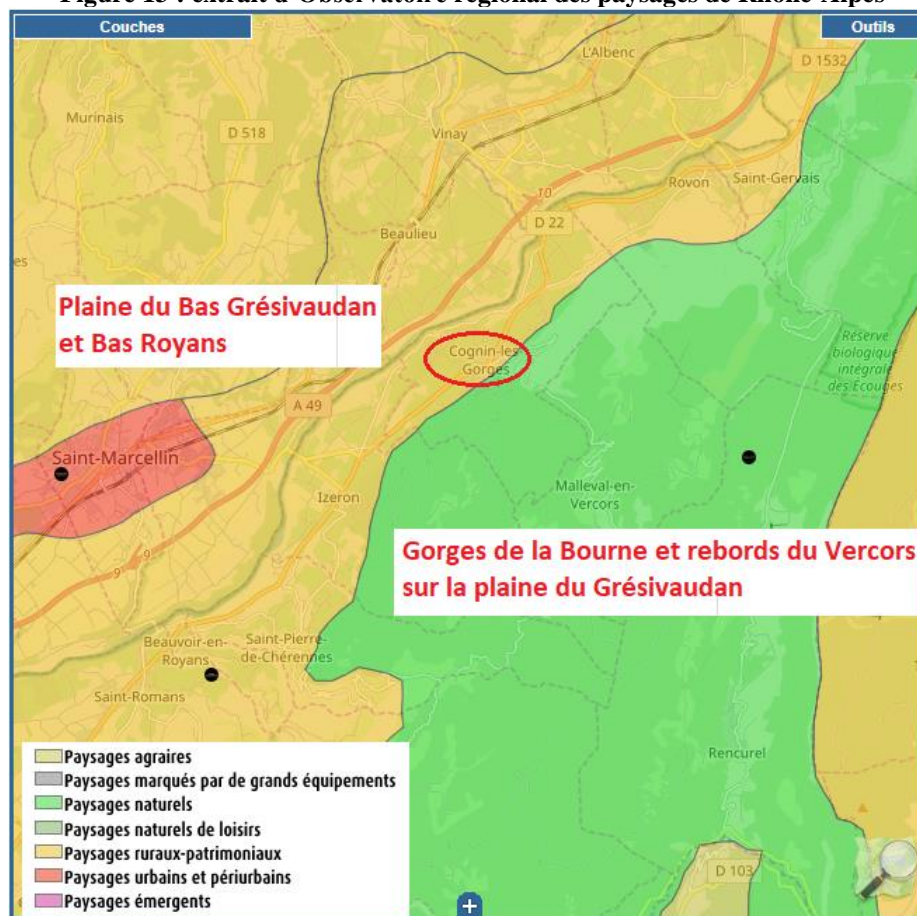 Figure 15 : extrait d'Observatoire régional des paysages de Rhône-Alpes
Couches
Outils
L'Albenc
D 1532
Murinais
D 518
Vinay
10
Rovon
Saint-Gervais
D 22
Beaulieu
es
Plaine du Bas Grésivaudan
et Bas Royans
Cognin-les-
Gorges
Réserve
biologique
intégrale
des Écouges
A 49
Saint-Marcellin
Malleval-en-
Vercors
Izeron
Gorges de la Bourne et rebords du Vercors
sur la plaine du Grésivaudan
9
9
Beauvoir-en-
Royans
Saint-Pierre-
de-Chérennes
Saint-Romans
Rencurel
Paysages agraires
Paysages marqués par de grands équipements
Paysages naturels
Paysages naturels de loisirs
Paysages ruraux-patrimoniaux
Paysages urbains et périurbains
Paysages émergents
D 103